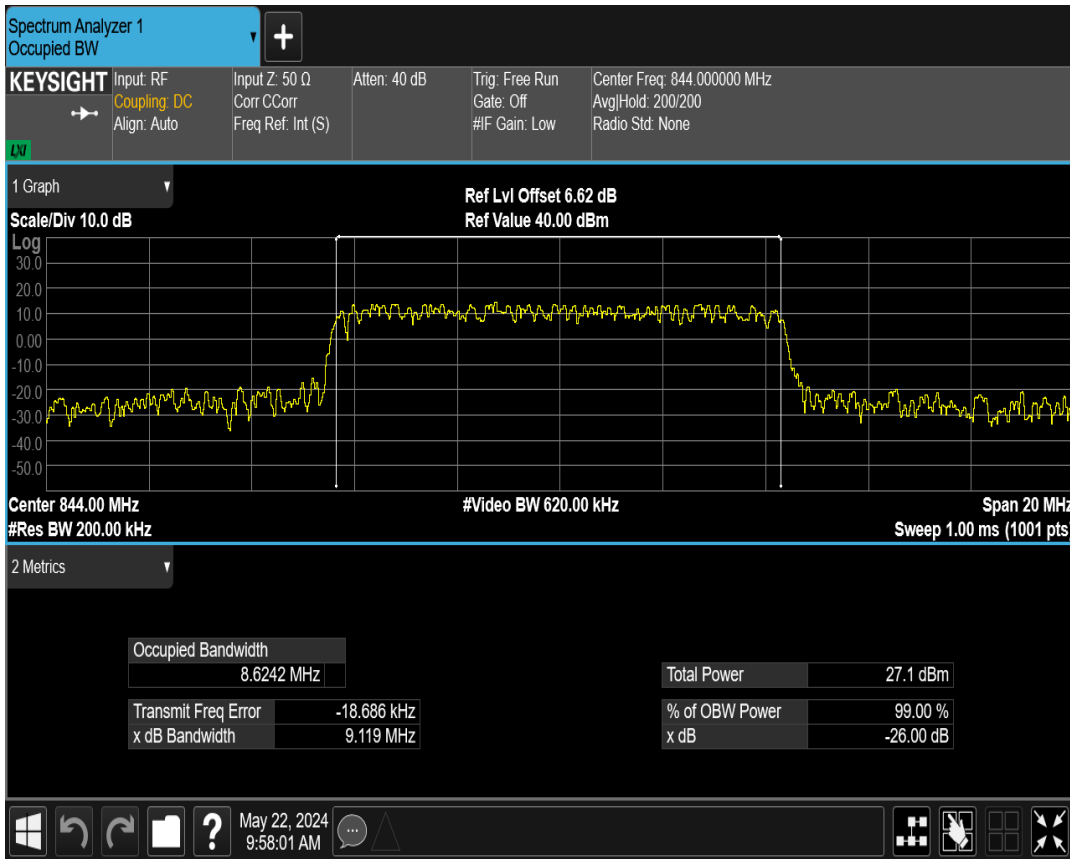 Spectrum Analyzer 1
Occupied BW
+
KEYSIGHT
LXI
Input: RF
Coupling: DC
Align: Auto
Input Z: 50 Ω
Corr CCorr
Freq Ref: Int (S)
Atten: 40 dB
Trig: Free Run
Gate: Off
#IF Gain: Low
Center Freq: 844.000000 MHz
Avg|Hold: 200/200
Radio Std: None
1 Graph
Scale/Div 10.0 dB
Ref Lvl Offset 6.62 dB
Ref Value 40.00 dBm
Log
30.0
20.0
10.0
0.00
-10.0
-20.0
-30.0
-40.0
-50.0
Center 844.00 MHz
#Res BW 200.00 kHz
#Video BW 620.00 kHz
Span 20 MHz
Sweep 1.00 ms (1001 pts)
2 Metrics
Occupied Bandwidth
8.6242 MHz
Transmit Freq Error -18.686 kHz
x dB Bandwidth 9.119 MHz
Total Power 27.1 dBm
% of OBW Power 99.00 %
x dB -26.00 dB
?
May 22, 2024
9:58:01 AM